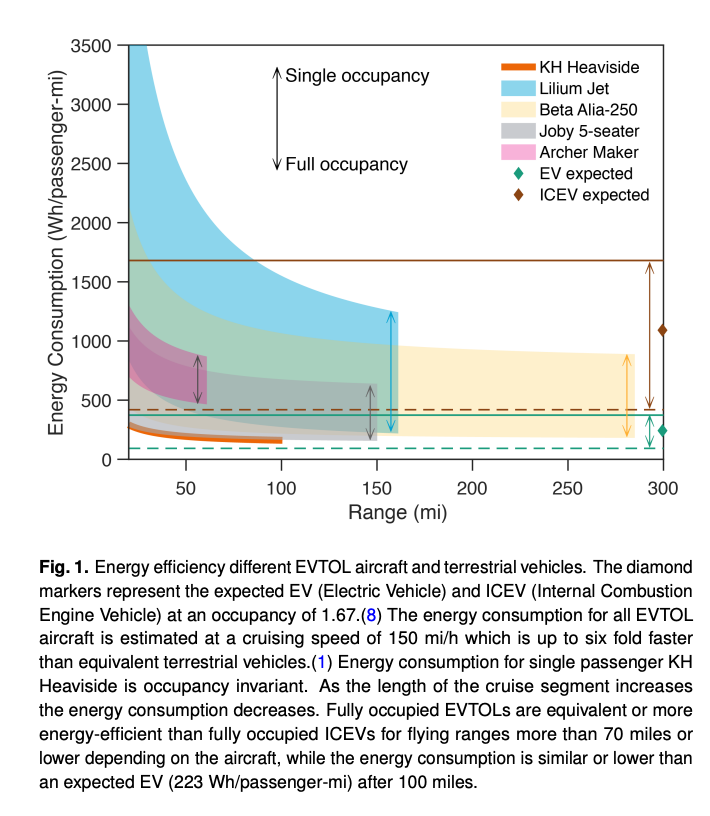 3500
3000
2500
2000
1500
1000
500
0
Energy Consumption (Wh/passenger-mi)
Single occupancy
Full occupancy
KH Heaviside
Lilium Jet
Beta Alia-250
Joby 5-seater
Archer Maker
EV expected
ICEV expected
50 100 150 200 250 300
Range (mi)
Fig. 1. Energy efficiency different EVTOL aircraft and terrestrial vehicles. The diamond
markers represent the expected EV (Electric Vehicle) and ICEV (Internal Combustion
Engine Vehicle) at an occupancy of 1.67.(8) The energy consumption for all EVTOL
aircraft is estimated at a cruising speed of 150 mi/h which is up to six fold faster
than equivalent terrestrial vehicles.(1) Energy consumption for single passenger KH
Heaviside is occupancy invariant. As the length of the cruise segment increases
the energy consumption decreases. Fully occupied EVTOLs are equivalent or more
energy-efficient than fully occupied ICEVs for flying ranges more than 70 miles or
lower depending on the aircraft, while the energy consumption is similar or lower than
an expected EV (223 Wh/passenger-mi) after 100 miles.